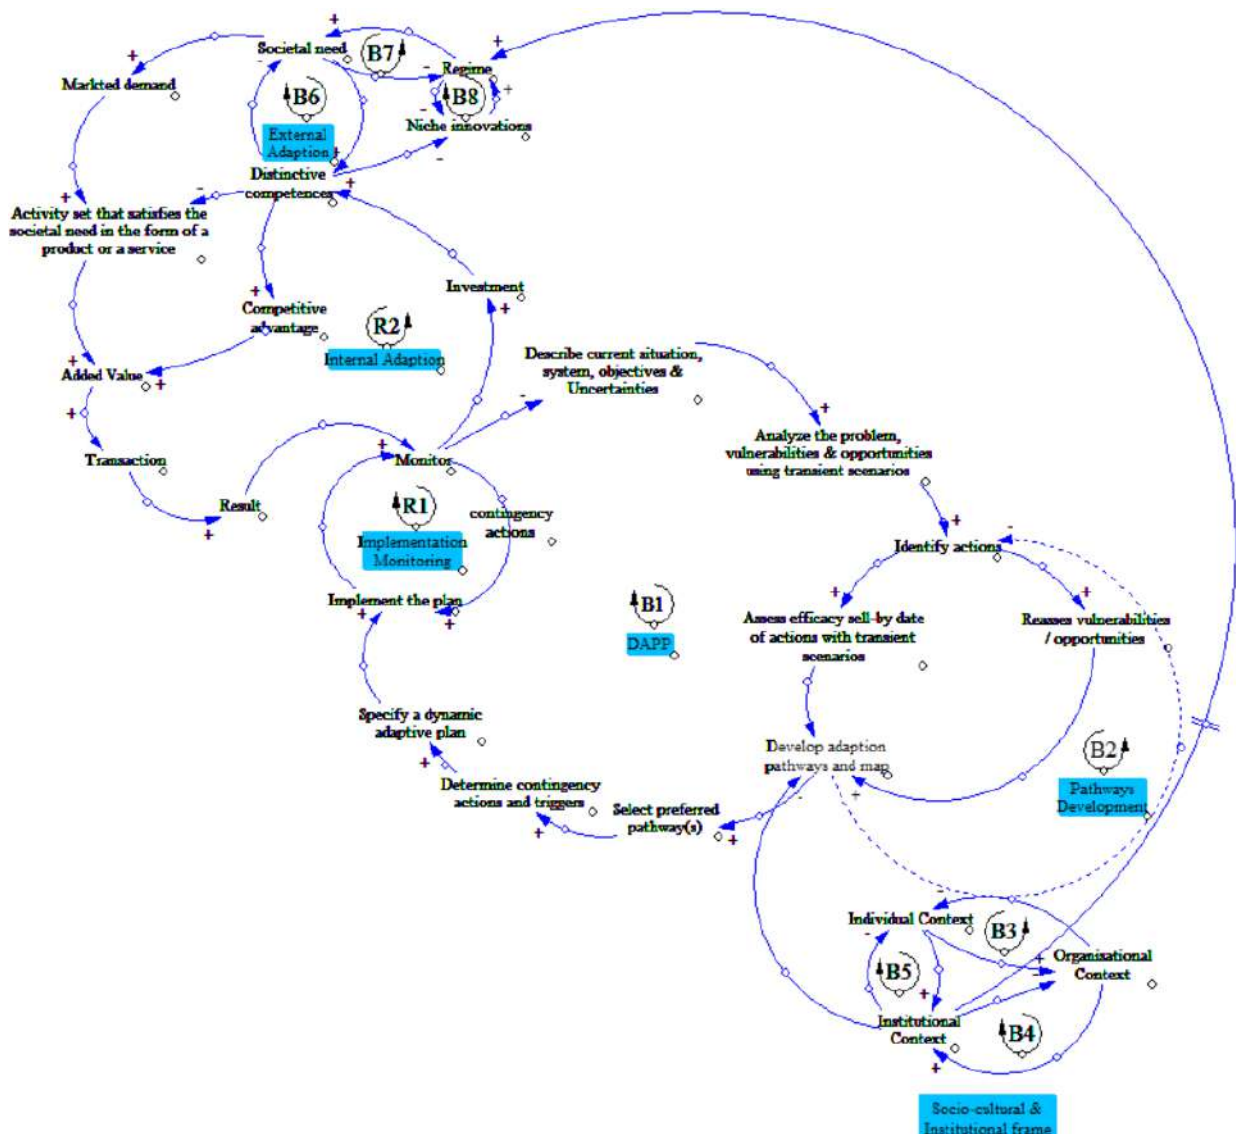 Societal need
B7
Regime
Markted demand
B6
B8
External
Adaption
Niche innovations
Distinctive
competences
Activity set that satisfies the
societal need in the form of a
product or a service
Investment
Competitive
advantage
R2
Internal Adaption
Describe current situation,
system, objectives &
Uncertainties
Added Value
Analyze the problem,
vulnerabilities & opportunities
using transient scenarios
Transaction
Monitor
Result
R1
contingency
actions
Implementation
Monitoring
Identify actions
Implement the plan
B1
DAPP
Assess efficacy sell-by date
of actions with transient
scenarios
Reasses vulnerabilities
/ opportunities
Specify a dynamic
adaptive plan
Develop adaption
pathways and map
B2
Pathways
Development
Determine contingency
actions and triggers
Select preferred
pathway(s)
Individual Context
B3
Organisational
Context
B5
Institutional
Context
B4
Socio-cultural &
Institutional frame